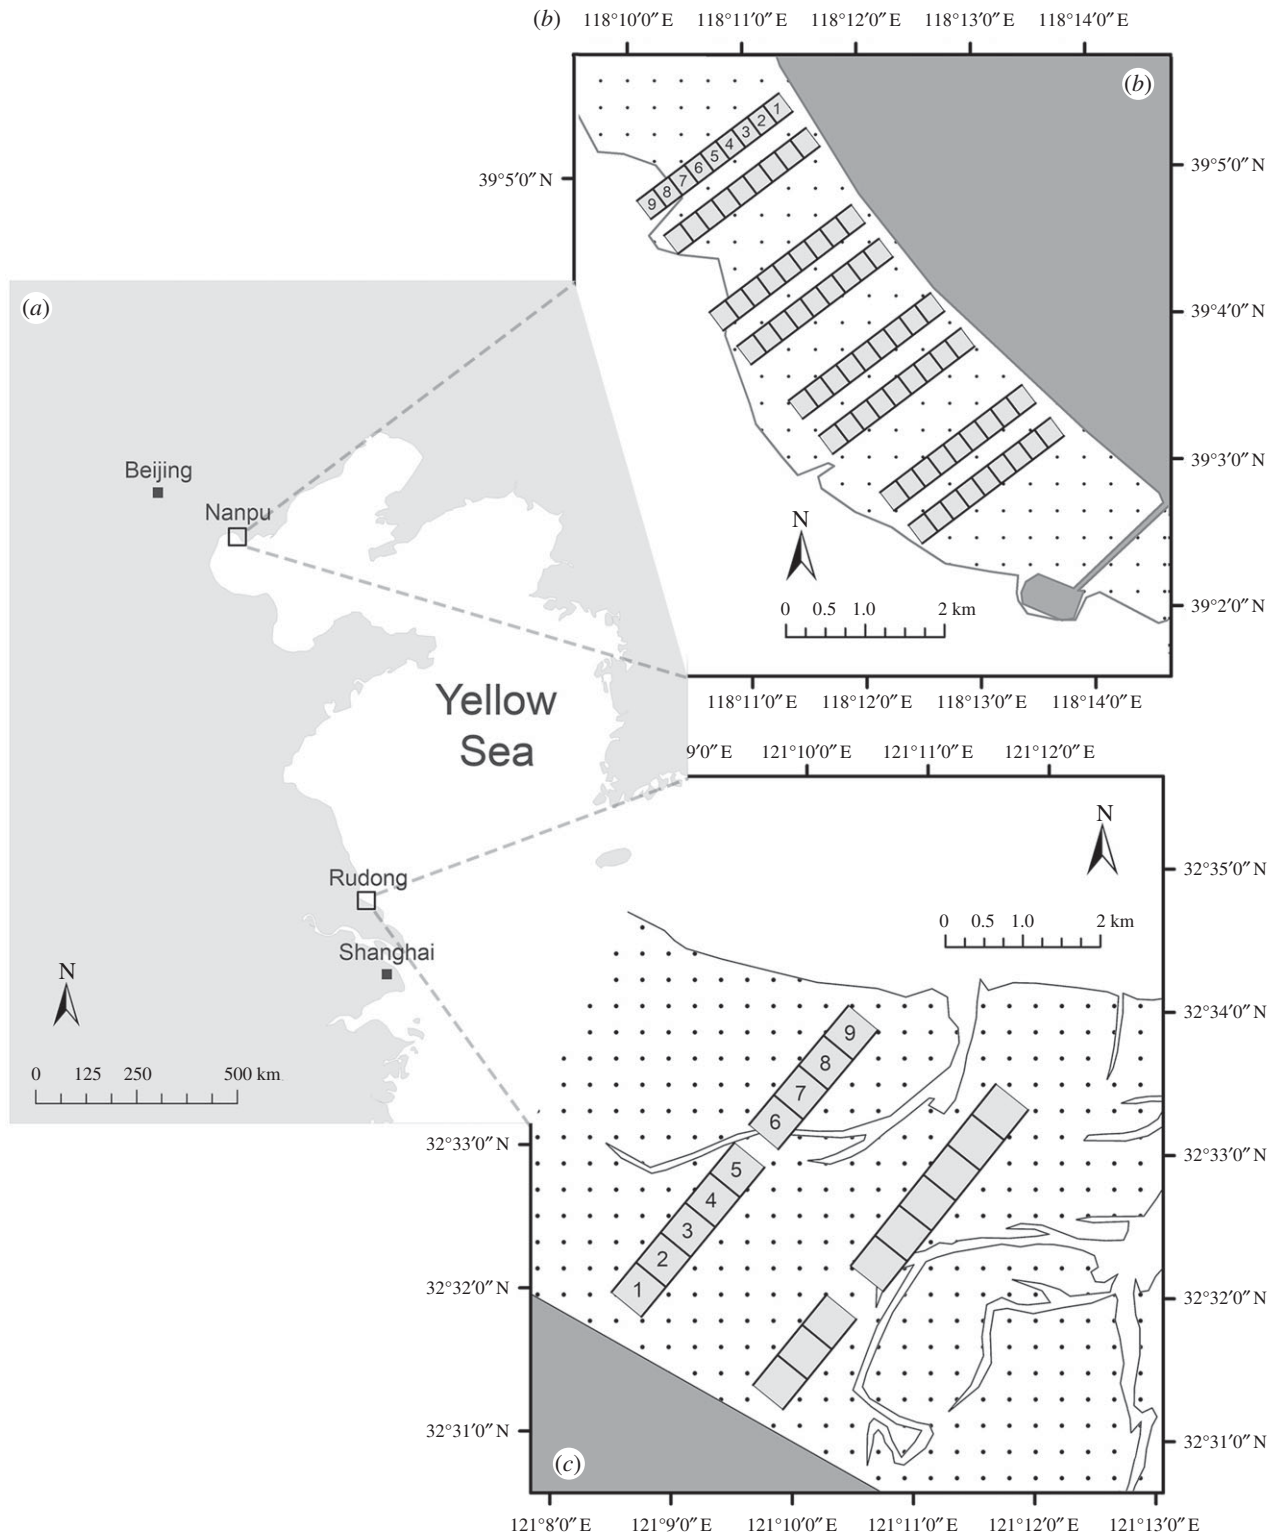 (b) 118°10′0″E 118°11′0″E 118°12′0″E 118°13′0″E 118°14′0″E
(b)
1
2
3
4
5
6
7
8
9
39°5′0″N
39°5′0″N
39°4′0″N
39°3′0″N
39°2′0″N
N
0 0.5 1.0 2 km
118°11′0″E 118°12′0″E 118°13′0″E 118°14′0″E
(a)
Beijing
Nanpu
Yellow
Sea
Rudong
Shanghai
N
0 125 250 500 km
9′0″E 121°10′0″E 121°11′0″E 121°12′0″E
N
0 0.5 1.0 2 km
32°35′0″N
32°34′0″N
32°33′0″N
32°32′0″N
32°31′0″N
9
8
7
6
5
4
3
2
1
32°33′0″N
32°32′0″N
32°31′0″N
(c)
121°8′0″E 121°9′0″E 121°10′0″E 121°11′0″E 121°12′0″E 121°13′0″E